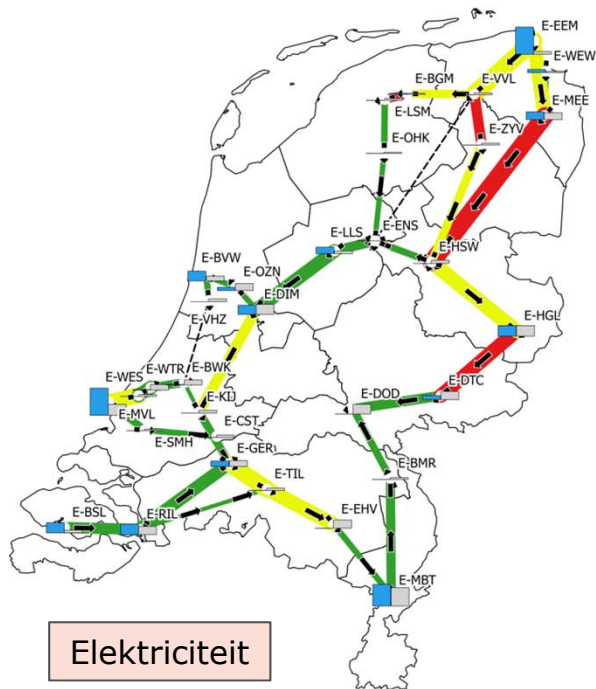 E-EEM
E-WEW
E-VVL
E-BGM
E-MEE
E-LSM
E-ZYV
E-OHK
E-ENS
E-LLS
E-HSW
E-BVW
E-OZN
E-DIM
E-VHZ
E-HGL
E-WTR
E-BWK
E-WES
E-DTC
E-KIJ
E-DOD
E-MVL
E-CST
E-SMH
E-GER
E-BMR
E-TIL
E-EHV
E-BSL
E-RIL
E-MBT
Elektriciteit